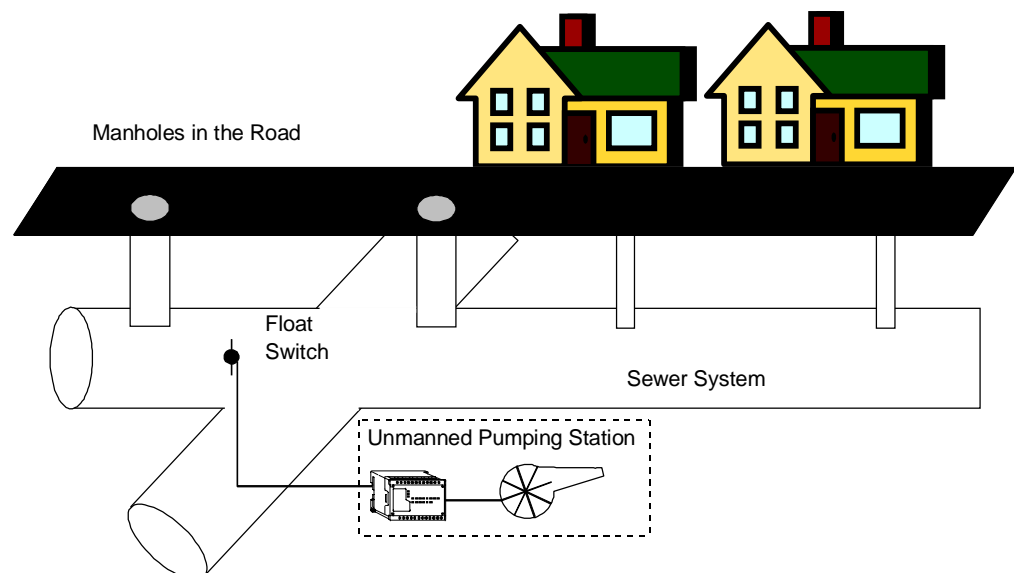 Manholes in the Road
Float
Switch
Sewer System
Unmanned Pumping Station